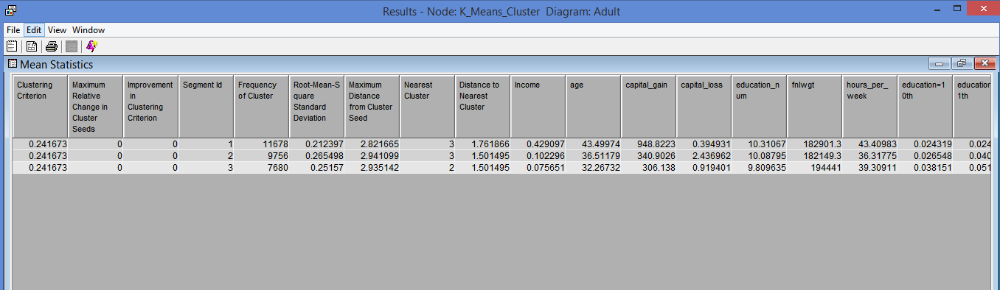 Results - Node: K_Means_Cluster Diagram: Adult
File Edit View Window
Mean Statistics
Clustering Criterion Maximum Relative Change in Cluster Seeds Improvement in Clustering Criterion Segment Id Frequency of Cluster Root-Mean-Square Standard Deviation Maximum Distance from Cluster Seed Nearest Cluster Distance to Nearest Cluster Income age capital_gain capital_loss education_num fnlwgt hours_per_week education=10th education 1th
0.241673 0 0 1 11678 0.212397 2.821665 3 1.761866 0.429097 43.49974 948.8223 0.394931 10.31067 182901.3 43.40983 0.024319 0.024
0.241673 0 0 2 9756 0.265498 2.941099 3 1.501495 0.102296 36.51179 340.9026 2.436962 10.08795 182149.3 36.31775 0.026548 0.040
0.241673 0 0 3 7680 0.25157 2.935142 2 1.501495 0.075651 32.26732 306.138 0.919401 9.809635 194441 39.30911 0.038151 0.051